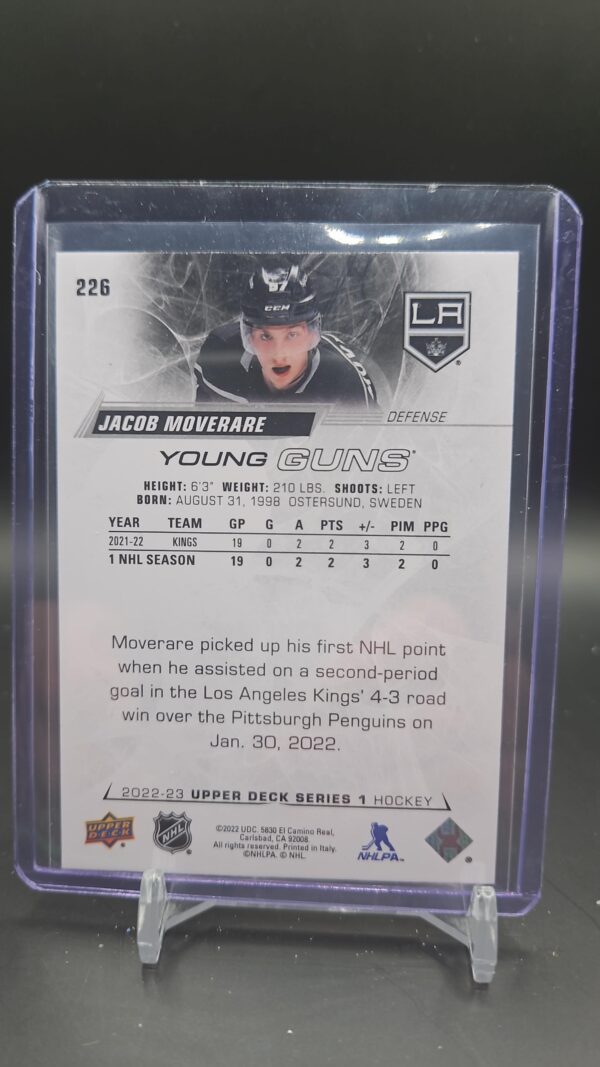 226
67
CCM
LA
JACOB MOVERARE
DEFENSE
YOUNG GUNS®
HEIGHT: 6'3" WEIGHT: 210 LBS. SHOOTS: LEFT
BORN: AUGUST 31, 1998 OSTERSUND, SWEDEN
YEAR TEAM GP G A PTS +/- PIM PPG
2021-22 KINGS 19 0 2 2 3 2 0
1 NHL SEASON 19 0 2 2 3 2 0
Moverare picked up his first NHL point
when he assisted on a second-period
goal in the Los Angeles Kings' 4-3 road
win over the Pittsburgh Penguins on
Jan. 30, 2022.
2022-23 UPPER DECK SERIES 1 HOCKEY
UPPER DECK
NHL
©2022 UDC. 5830 El Camino Real,
Carlsbad, CA 92008
All rights reserved. Printed in Italy.
©NHLPA. © NHL.
NHLPA™